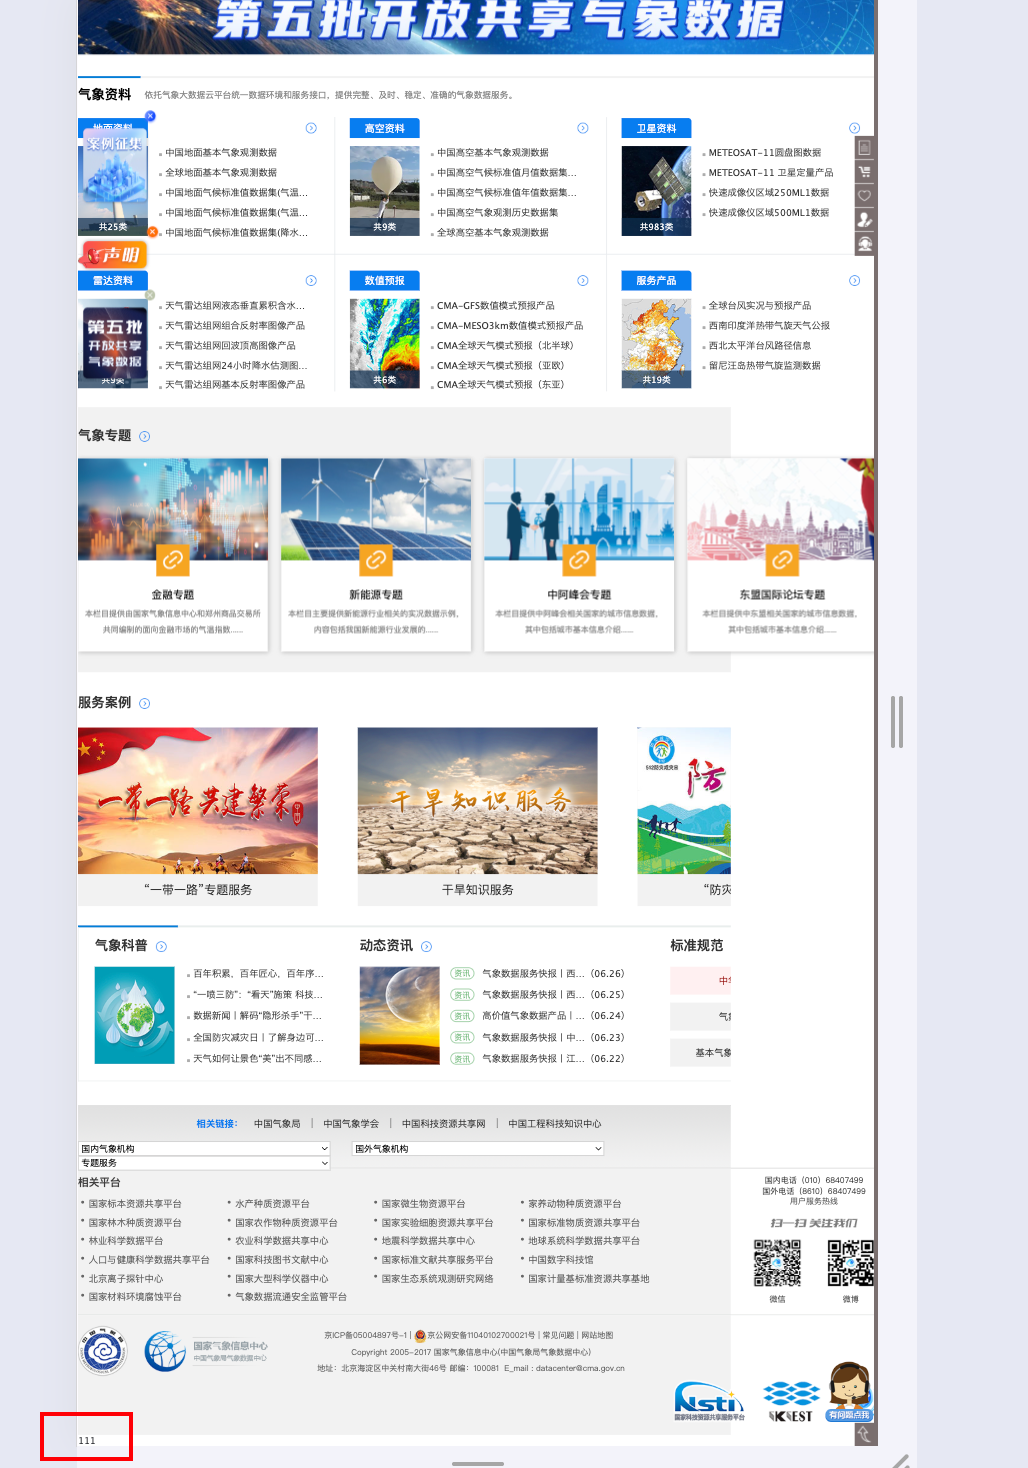 第五批开放共享气象数据
气象资料 依托气象大数据云平台统一数据环境和服务接口，提供完整、及时、稳定、准确的气象数据服务。
案例征集
中国地面基本气象观测数据
全球地面基本气象观测数据
中国地面气候标准值数据集(气温...
中国地面气候标准值数据集(气温...
中国地面气候标准值数据集(降水...
共25类
高空资料
中国高空基本气象观测数据
中国高空气候标准值月值数据集...
中国高空气候标准值年值数据集...
中国高空气象观测历史数据集
全球高空基本气象观测数据
共9类
卫星资料
METEOSAT-11圆盘图数据
METEOSAT-11 卫星定量产品
快速成像仪区域250ML1数据
快速成像仪区域500ML1数据
共983类
声明
雷达资料
天气雷达组网液态垂直累积含水...
天气雷达组网组合反射率图像产品
天气雷达组网回波顶高图像产品
天气雷达组网24小时降水估测图...
天气雷达组网基本反射率图像产品
第五批
开放共享
气象数据
共9类
数值预报
CMA-GFS数值模式预报产品
CMA-MESO3km数值模式预报产品
CMA全球天气模式预报（北半球）
CMA全球天气模式预报（亚欧）
CMA全球天气模式预报（东亚）
共6类
服务产品
全球台风实况与预报产品
西南印度洋热带气旋天气公报
西北太平洋台风路径信息
留尼汪岛热带气旋监测数据
共19类
气象专题
金融专题
本栏目提供由国家气象信息中心和郑州商品交易所
共同编制的面向金融市场的气温指数......
新能源专题
本栏目主要提供新能源行业相关的实况数据示例，
内容包括我国新能源行业发展的......
中阿峰会专题
本栏目提供中阿峰会相关国家的城市信息数据，
其中包括城市基本信息介绍......
东盟国际论坛专题
本栏目提供中东盟相关国家的城市信息数据，
其中包括城市基本信息介绍......
服务案例
一带一路 共建繁荣
“一带一路”专题服务
干旱知识服务
干旱知识服务
防
“防灾
气象科普
百年积累，百年匠心，百年序...
“一喷三防”：“看天”施策 科技...
数据新闻丨解码“隐形杀手”干...
全国防灾减灾日丨了解身边可...
天气如何让景色“美”出不同感...
动态资讯
资讯 气象数据服务快报丨西...（06.26）
资讯 气象数据服务快报丨西...（06.25）
资讯 高价值气象数据产品丨...（06.24）
资讯 气象数据服务快报丨中...（06.23）
资讯 气象数据服务快报丨江...（06.22）
标准规范
基本气象
相关链接： 中国气象局 | 中国气象学会 | 中国科技资源共享网 | 中国工程科技知识中心
国内气象机构 国外气象机构
专题服务
相关平台
国家标本资源共享平台 水产种质资源平台 国家微生物资源平台 家养动物种质资源平台
国家林木种质资源平台 国家农作物种质资源平台 国家实验细胞资源共享平台 国家标准物质资源共享平台
林业科学数据平台 农业科学数据共享中心 地震科学数据共享中心 地球系统科学数据共享平台
人口与健康科学数据共享平台 国家科技图书文献中心 国家标准文献共享服务平台 中国数字科技馆
北京离子探针中心 国家大型科学仪器中心 国家生态系统观测研究网络 国家计量基标准资源共享基地
国家材料环境腐蚀平台 气象数据流通安全监管平台
国内电话（010）68407499
国外电话（8610）68407499
用户服务热线
扫一扫 关注我们
微信 微博
国家气象信息中心
中国气象局气象数据中心
京ICP备05004897号-1 | 京公网安备11040102700021号 | 常见问题 | 网站地图
Copyright 2005-2017 国家气象信息中心(中国气象局气象数据中心)
地址：北京海淀区中关村南大街46号 邮编：100081 E_mail : datacenter@cma.gov.cn
Nsti
国家科技资源共享服务平台
IKCEST
有问题点我
111